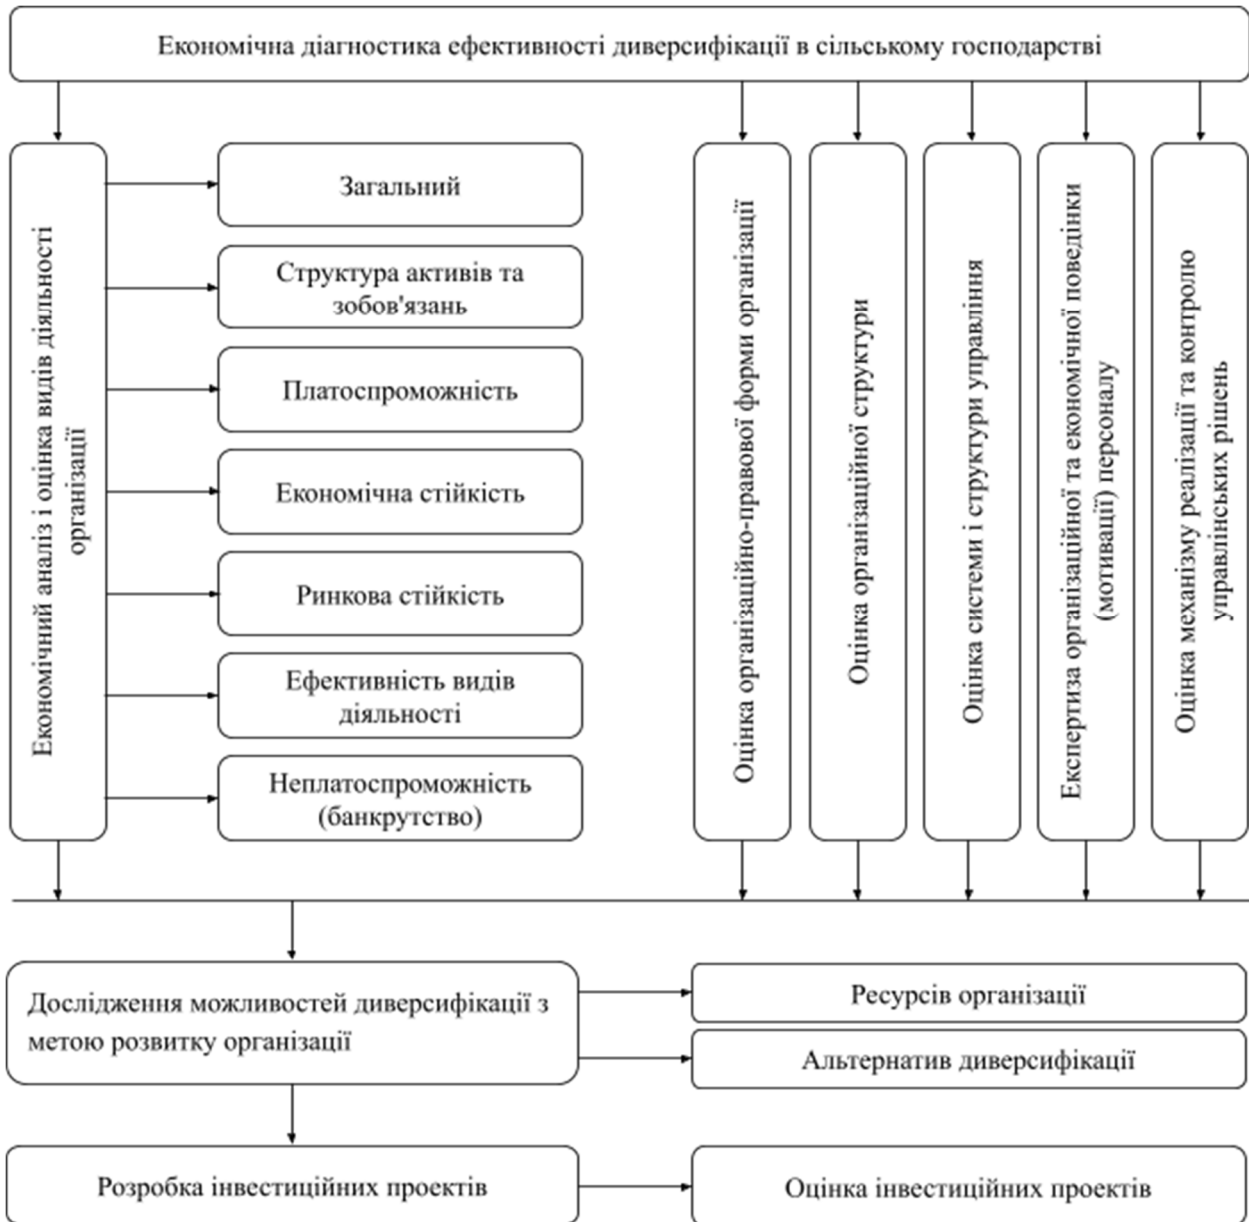 Економічна діагностика ефективності диверсифікації в сільському господарстві
Економічний аналіз і оцінка видів діяльності
організації
Загальний
Структура активів та
зобов'язань
Платоспроможність
Економічна стійкість
Ринкова стійкість
Ефективність видів
діяльності
Неплатоспроможність
(банкрутство)
Оцінка організаційно-правової форми організації
Оцінка організаційної структури
Оцінка системи і структури управління
Експертиза організаційної та економічної поведінки
(мотивації) персоналу
Оцінка механізму реалізації та контролю
управлінських рішень
Дослідження можливостей диверсифікації з
метою розвитку організації
Ресурсів організації
Альтернатив диверсифікації
Розробка інвестиційних проектів
Оцінка інвестиційних проектів